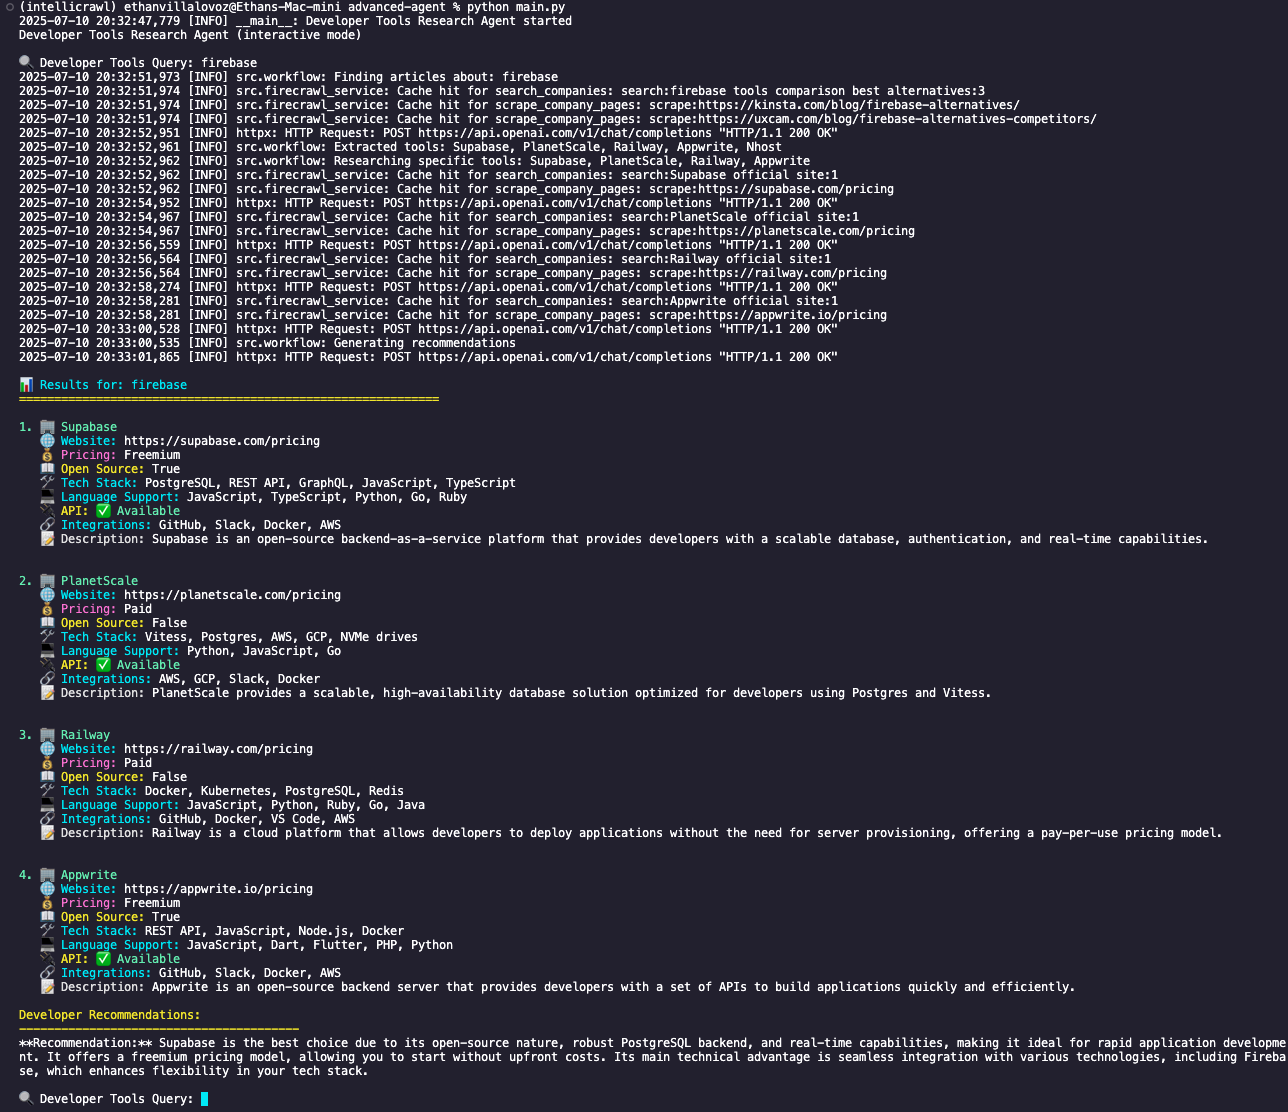 (intellicrawl) ethanvillalovoz@Ethans-Mac-mini advanced-agent % python main.py
2025-07-10 20:32:47,779 [INFO] __main__: Developer Tools Research Agent started
Developer Tools Research Agent (interactive mode)
🔍 Developer Tools Query: firebase
2025-07-10 20:32:51,973 [INFO] src.workflow: Finding articles about: firebase
2025-07-10 20:32:51,974 [INFO] src.firecrawl_service: Cache hit for search_companies: search:firebase tools comparison best alternatives:3
2025-07-10 20:32:51,974 [INFO] src.firecrawl_service: Cache hit for scrape_company_pages: scrape:https://kinsta.com/blog/firebase-alternatives/
2025-07-10 20:32:51,974 [INFO] src.firecrawl_service: Cache hit for scrape_company_pages: scrape:https://uxcam.com/blog/firebase-alternatives-competitors/
2025-07-10 20:32:52,951 [INFO] httpx: HTTP Request: POST https://api.openai.com/v1/chat/completions "HTTP/1.1 200 OK"
2025-07-10 20:32:52,961 [INFO] src.workflow: Extracted tools: Supabase, PlanetScale, Railway, Appwrite, Nhost
2025-07-10 20:32:52,962 [INFO] src.workflow: Researching specific tools: Supabase, PlanetScale, Railway, Appwrite
2025-07-10 20:32:52,962 [INFO] src.firecrawl_service: Cache hit for search_companies: search:Supabase official site:1
2025-07-10 20:32:52,962 [INFO] src.firecrawl_service: Cache hit for scrape_company_pages: scrape:https://supabase.com/pricing
2025-07-10 20:32:54,952 [INFO] httpx: HTTP Request: POST https://api.openai.com/v1/chat/completions "HTTP/1.1 200 OK"
2025-07-10 20:32:54,967 [INFO] src.firecrawl_service: Cache hit for search_companies: search:PlanetScale official site:1
2025-07-10 20:32:54,967 [INFO] src.firecrawl_service: Cache hit for scrape_company_pages: scrape:https://planetscale.com/pricing
2025-07-10 20:32:56,559 [INFO] httpx: HTTP Request: POST https://api.openai.com/v1/chat/completions "HTTP/1.1 200 OK"
2025-07-10 20:32:56,564 [INFO] src.firecrawl_service: Cache hit for search_companies: search:Railway official site:1
2025-07-10 20:32:56,564 [INFO] src.firecrawl_service: Cache hit for scrape_company_pages: scrape:https://railway.com/pricing
2025-07-10 20:32:58,274 [INFO] httpx: HTTP Request: POST https://api.openai.com/v1/chat/completions "HTTP/1.1 200 OK"
2025-07-10 20:32:58,281 [INFO] src.firecrawl_service: Cache hit for search_companies: search:Appwrite official site:1
2025-07-10 20:32:58,281 [INFO] src.firecrawl_service: Cache hit for scrape_company_pages: scrape:https://appwrite.io/pricing
2025-07-10 20:33:00,528 [INFO] httpx: HTTP Request: POST https://api.openai.com/v1/chat/completions "HTTP/1.1 200 OK"
2025-07-10 20:33:00,535 [INFO] src.workflow: Generating recommendations
2025-07-10 20:33:01,865 [INFO] httpx: HTTP Request: POST https://api.openai.com/v1/chat/completions "HTTP/1.1 200 OK"
📊 Results for: firebase
============================================================
1. 🏢 Supabase
🌐 Website: https://supabase.com/pricing
💰 Pricing: Freemium
📖 Open Source: True
🛠 Tech Stack: PostgreSQL, REST API, GraphQL, JavaScript, TypeScript
💻 Language Support: JavaScript, TypeScript, Python, Go, Ruby
🔌 API: ✅ Available
🔗 Integrations: GitHub, Slack, Docker, AWS
📝 Description: Supabase is an open-source backend-as-a-service platform that provides developers with a scalable database, authentication, and real-time capabilities.
2. 🏢 PlanetScale
🌐 Website: https://planetscale.com/pricing
💰 Pricing: Paid
📖 Open Source: False
🛠 Tech Stack: Vitess, Postgres, AWS, GCP, NVMe drives
💻 Language Support: Python, JavaScript, Go
🔌 API: ✅ Available
🔗 Integrations: AWS, GCP, Slack, Docker
📝 Description: PlanetScale provides a scalable, high-availability database solution optimized for developers using Postgres and Vitess.
3. 🏢 Railway
🌐 Website: https://railway.com/pricing
💰 Pricing: Paid
📖 Open Source: False
🛠 Tech Stack: Docker, Kubernetes, PostgreSQL, Redis
💻 Language Support: JavaScript, Python, Ruby, Go, Java
🔗 Integrations: GitHub, Docker, VS Code, AWS
📝 Description: Railway is a cloud platform that allows developers to deploy applications without the need for server provisioning, offering a pay-per-use pricing model.
4. 🏢 Appwrite
🌐 Website: https://appwrite.io/pricing
💰 Pricing: Freemium
📖 Open Source: True
🛠 Tech Stack: REST API, JavaScript, Node.js, Docker
💻 Language Support: JavaScript, Dart, Flutter, PHP, Python
🔌 API: ✅ Available
🔗 Integrations: GitHub, Slack, Docker, AWS
📝 Description: Appwrite is an open-source backend server that provides developers with a set of APIs to build applications quickly and efficiently.
Developer Recommendations:
----------------------------------------
**Recommendation:** Supabase is the best choice due to its open-source nature, robust PostgreSQL backend, and real-time capabilities, making it ideal for rapid application developme
nt. It offers a freemium pricing model, allowing you to start without upfront costs. Its main technical advantage is seamless integration with various technologies, including Fireba
se, which enhances flexibility in your tech stack.
🔍 Developer Tools Query: